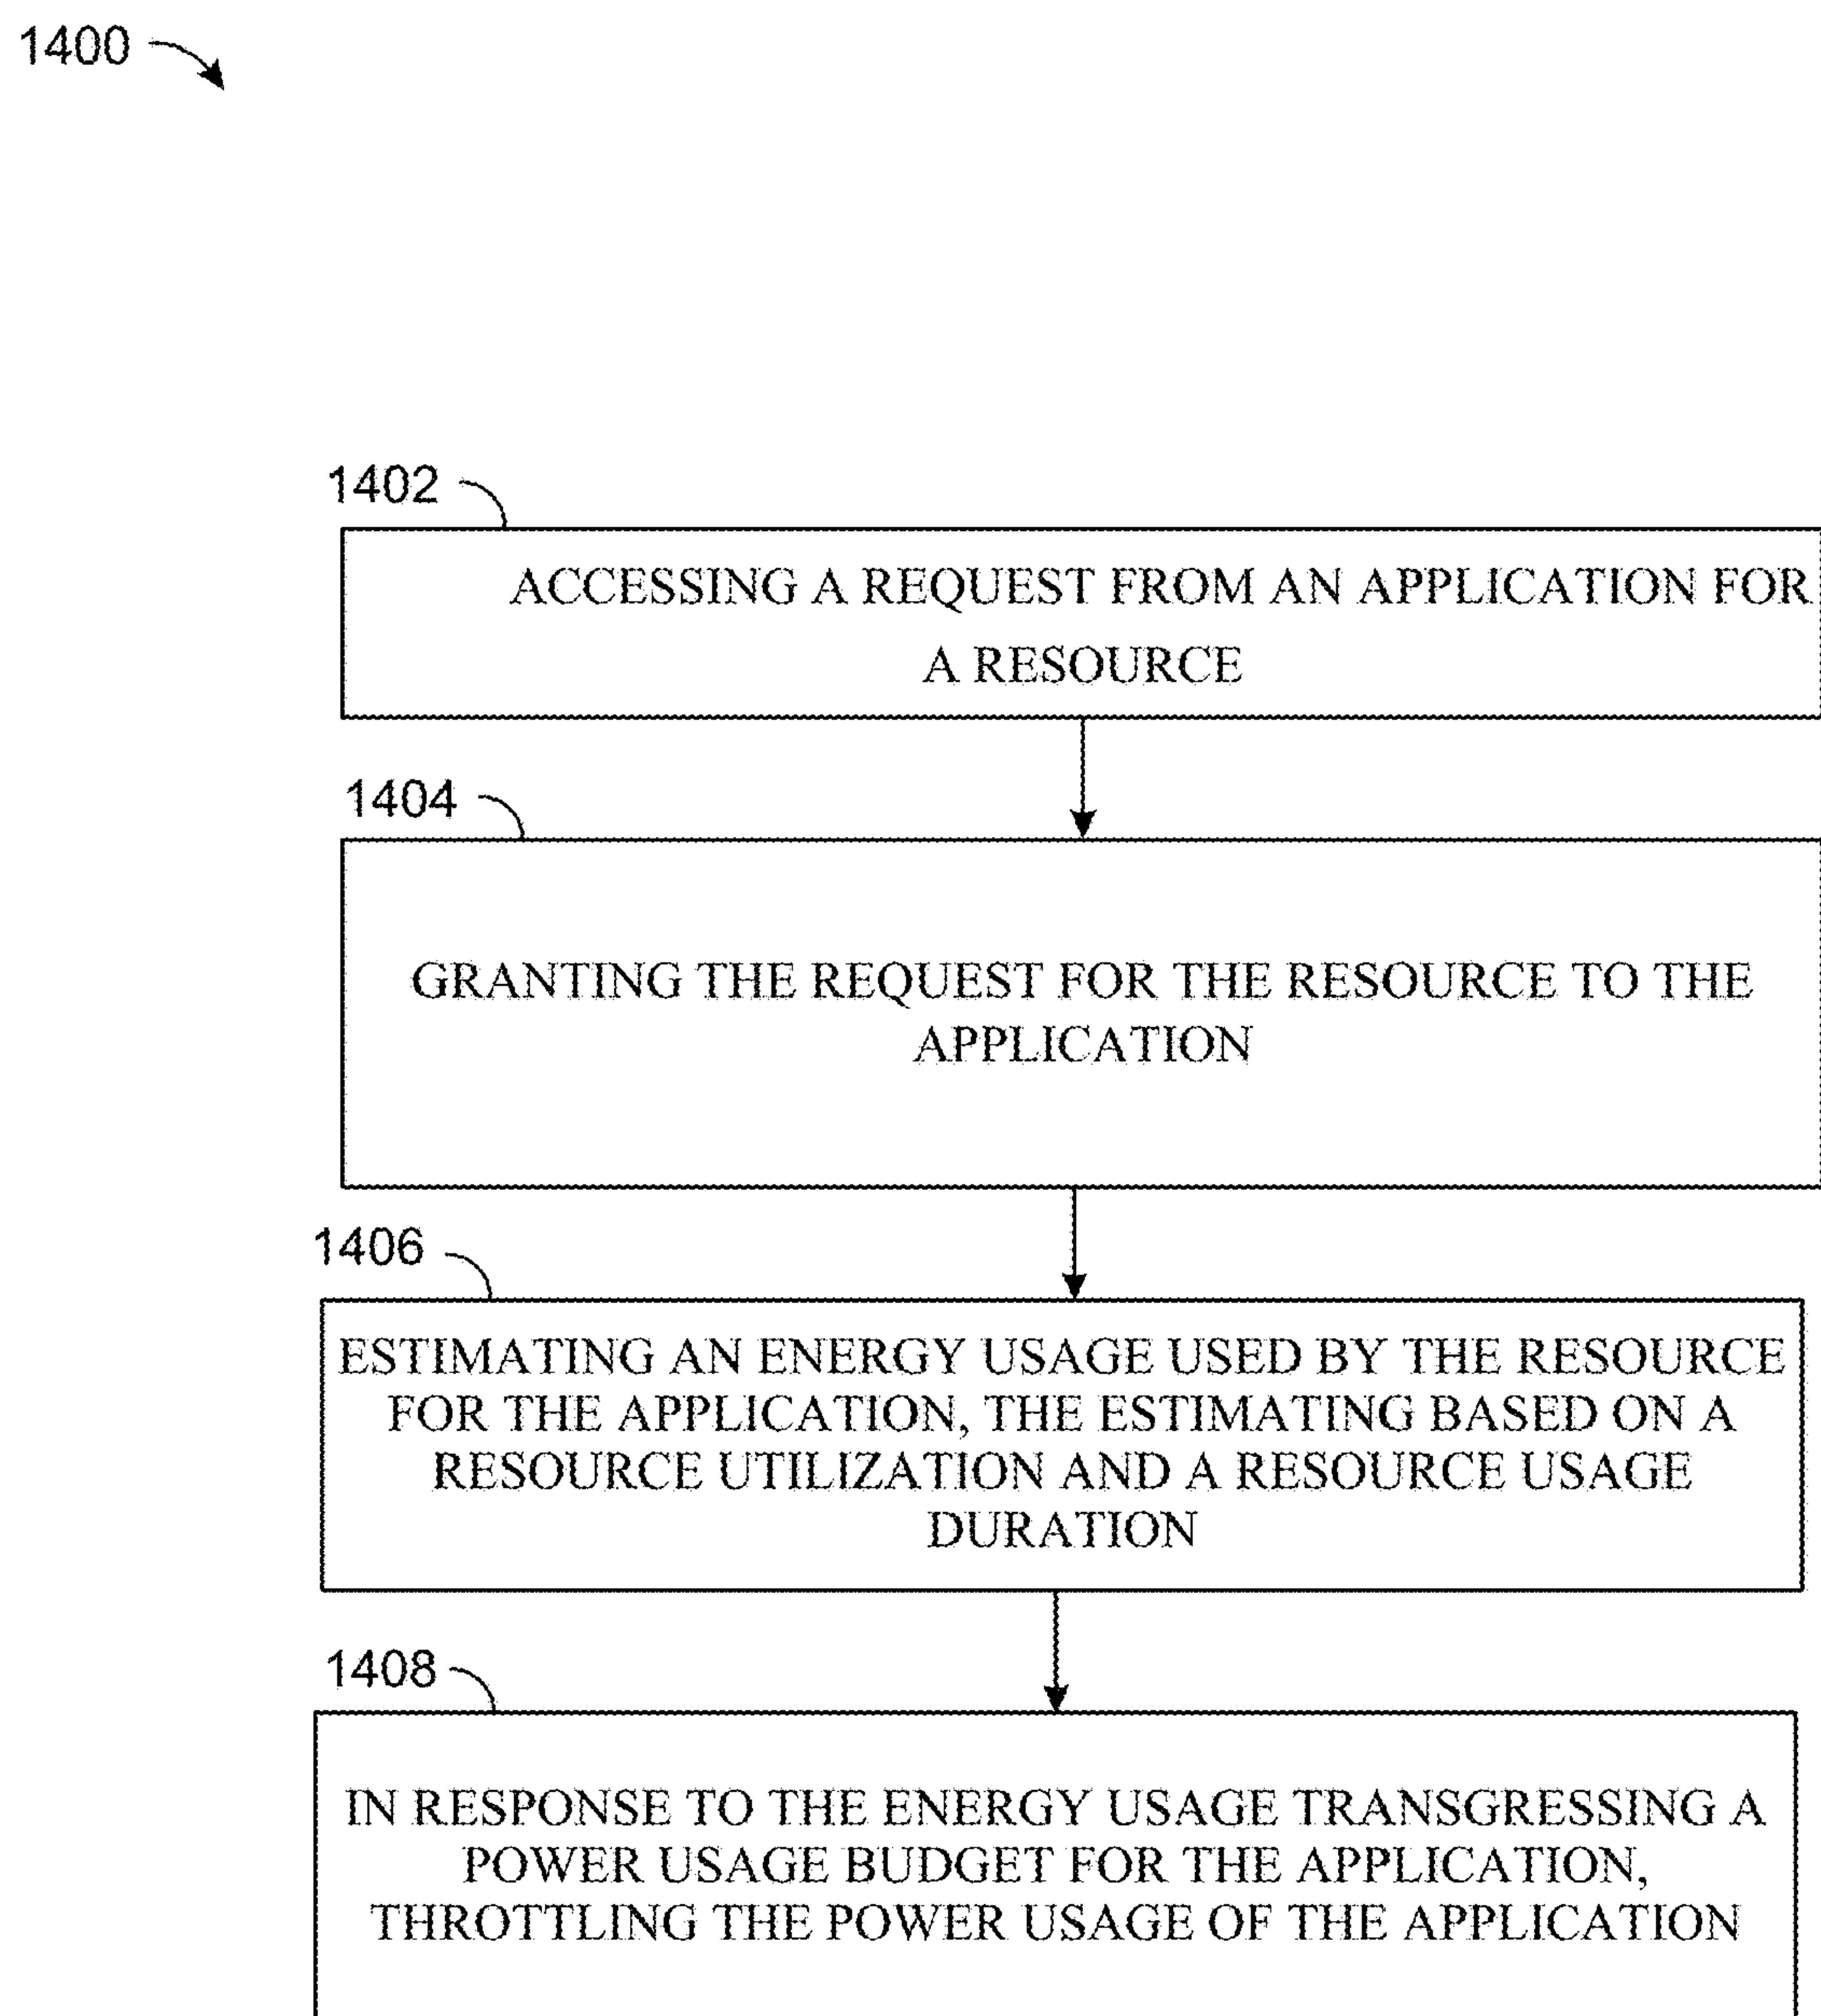 1400
1402
ACCESSING A REQUEST FROM AN APPLICATION FOR
A RESOURCE
1404
GRANTING THE REQUEST FOR THE RESOURCE TO THE
APPLICATION
1406
ESTIMATING AN ENERGY USAGE USED BY THE RESOURCE
FOR THE APPLICATION, THE ESTIMATING BASED ON A
RESOURCE UTILIZATION AND A RESOURCE USAGE
DURATION
1408
IN RESPONSE TO THE ENERGY USAGE TRANSGRESSING A
POWER USAGE BUDGET FOR THE APPLICATION,
THROTTLING THE POWER USAGE OF THE APPLICATION